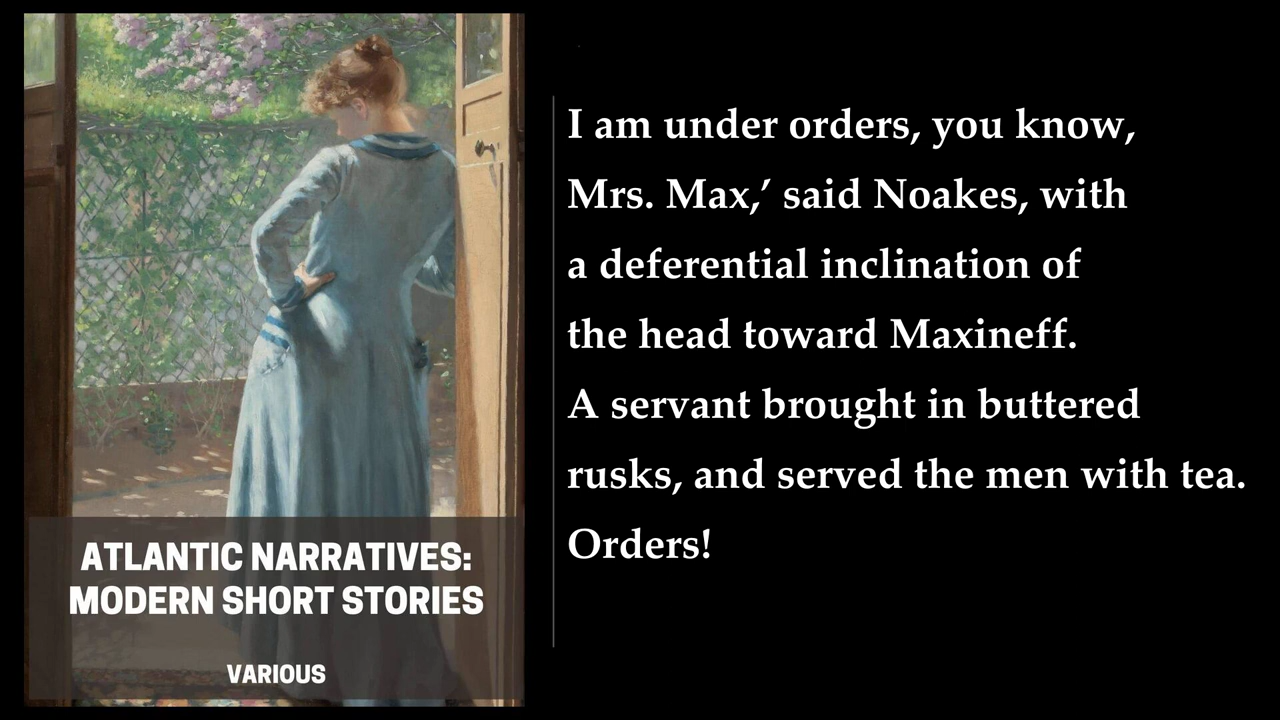 I am under orders, you know,
Mrs. Max,’ said Noakes, with
a deferential inclination of
the head toward Maxineff.
A servant brought in buttered
rusks, and served the men with tea.
Orders!
ATLANTIC NARRATIVES:
MODERN SHORT STORIES
VARIOUS